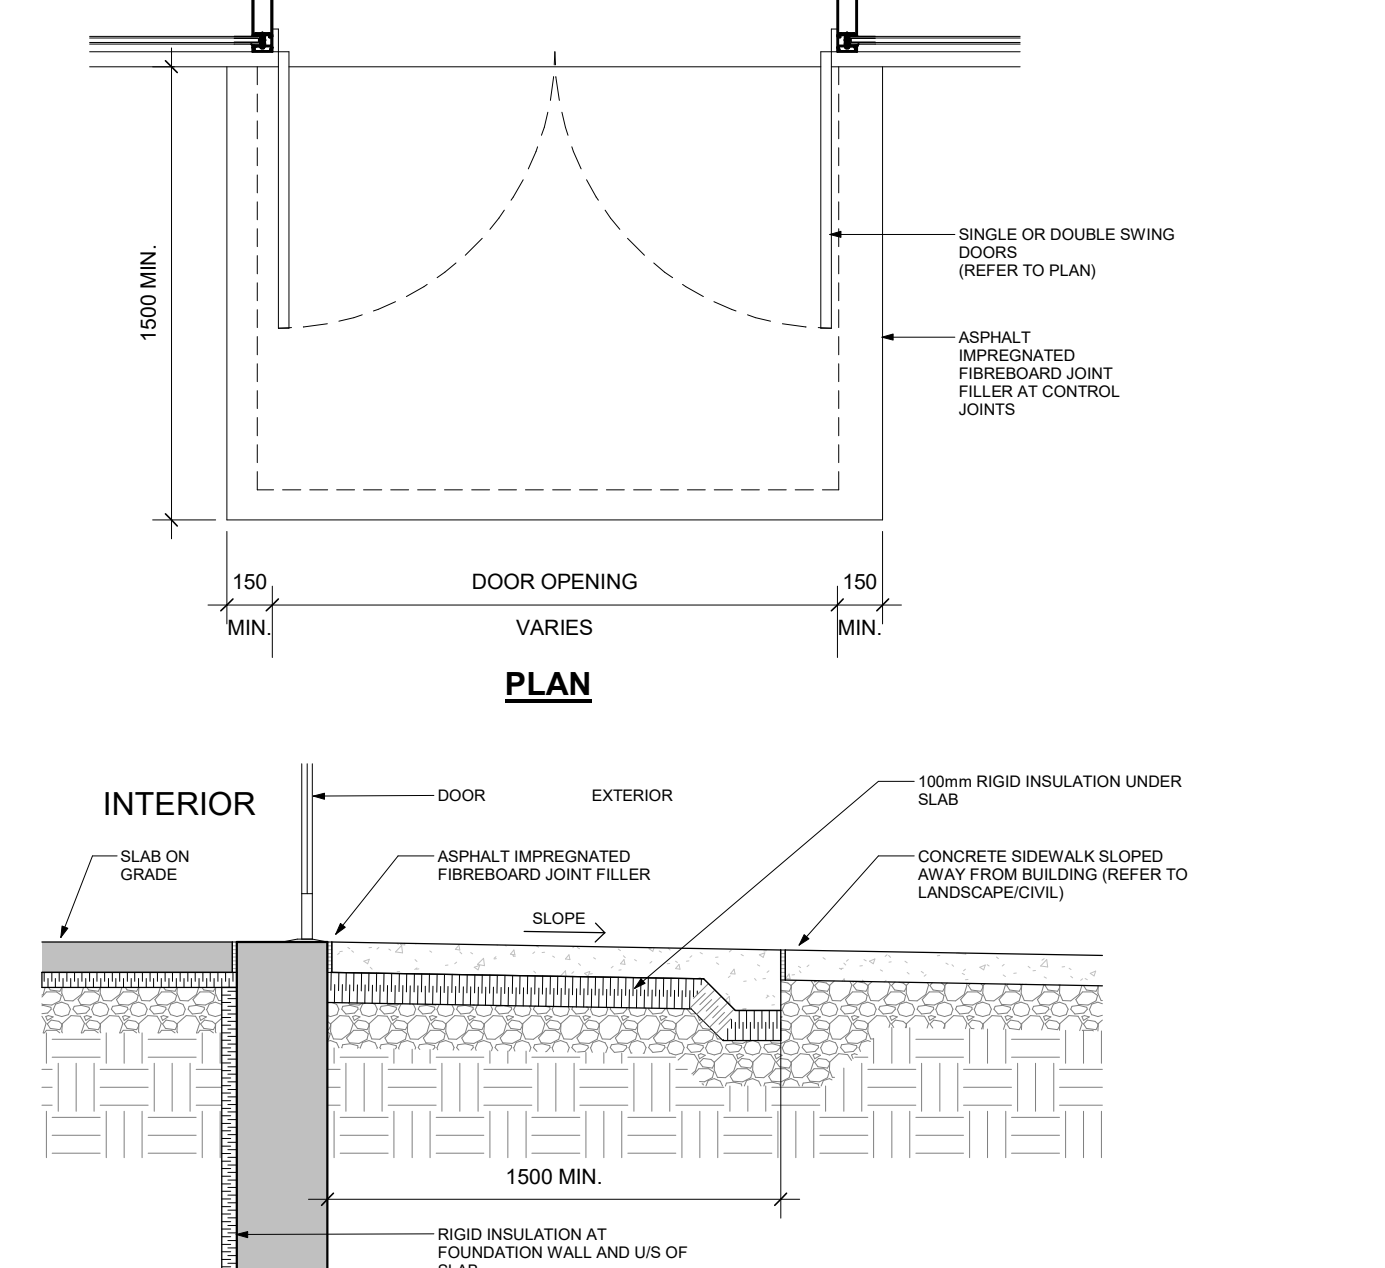 SINGLE OR DOUBLE SWING
DOORS
(REFER TO PLAN)
1500 MIN.
ASPHALT
IMPREGNATED
FIBREBOARD JOINT
FILLER AT CONTROL
JOINTS
150
DOOR OPENING
150
MIN.
VARIES
MIN.
PLAN
100mm RIGID INSULATION UNDER
SLAB
INTERIOR
DOOR
EXTERIOR
SLAB ON
GRADE
ASPHALT IMPREGNATED
FIBREBOARD JOINT FILLER
CONCRETE SIDEWALK SLOPED
AWAY FROM BUILDING (REFER TO
LANDSCAPE/CIVIL)
SLOPE
1500 MIN.
RIGID INSULATION AT
FOUNDATION WALL AND U/S OF
SLAB